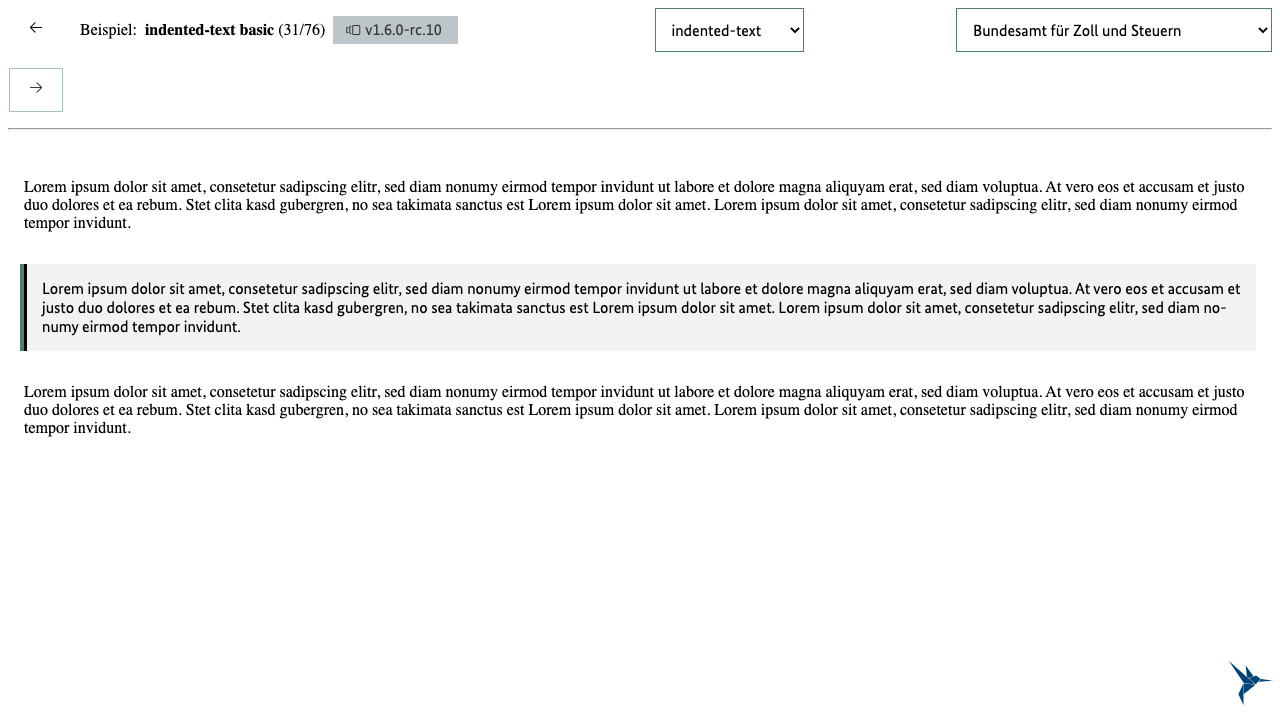 Beispiel: indented-text basic (31/76) v1.6.0-rc.10
indented-text
Bundesamt für Zoll und Steuern
Lorem ipsum dolor sit amet, consetetur sadipscing elitr, sed diam nonumy eirmod tempor invidunt ut labore et dolore magna aliquyam erat, sed diam voluptua. At vero eos et accusam et justo
duo dolores et ea rebum. Stet clita kasd gubergren, no sea takimata sanctus est Lorem ipsum dolor sit amet. Lorem ipsum dolor sit amet, consetetur sadipscing elitr, sed diam nonumy eirmod
tempor invidunt.
Lorem ipsum dolor sit amet, consetetur sadipscing elitr, sed diam nonumy eirmod tempor invidunt ut labore et dolore magna aliquyam erat, sed diam voluptua. At vero eos et accusam et
justo duo dolores et ea rebum. Stet clita kasd gubergren, no sea takimata sanctus est Lorem ipsum dolor sit amet. Lorem ipsum dolor sit amet, consetetur sadipscing elitr, sed diam no-
numy eirmod tempor invidunt.
Lorem ipsum dolor sit amet, consetetur sadipscing elitr, sed diam nonumy eirmod tempor invidunt ut labore et dolore magna aliquyam erat, sed diam voluptua. At vero eos et accusam et justo
duo dolores et ea rebum. Stet clita kasd gubergren, no sea takimata sanctus est Lorem ipsum dolor sit amet. Lorem ipsum dolor sit amet, consetetur sadipscing elitr, sed diam nonumy eirmod
tempor invidunt.